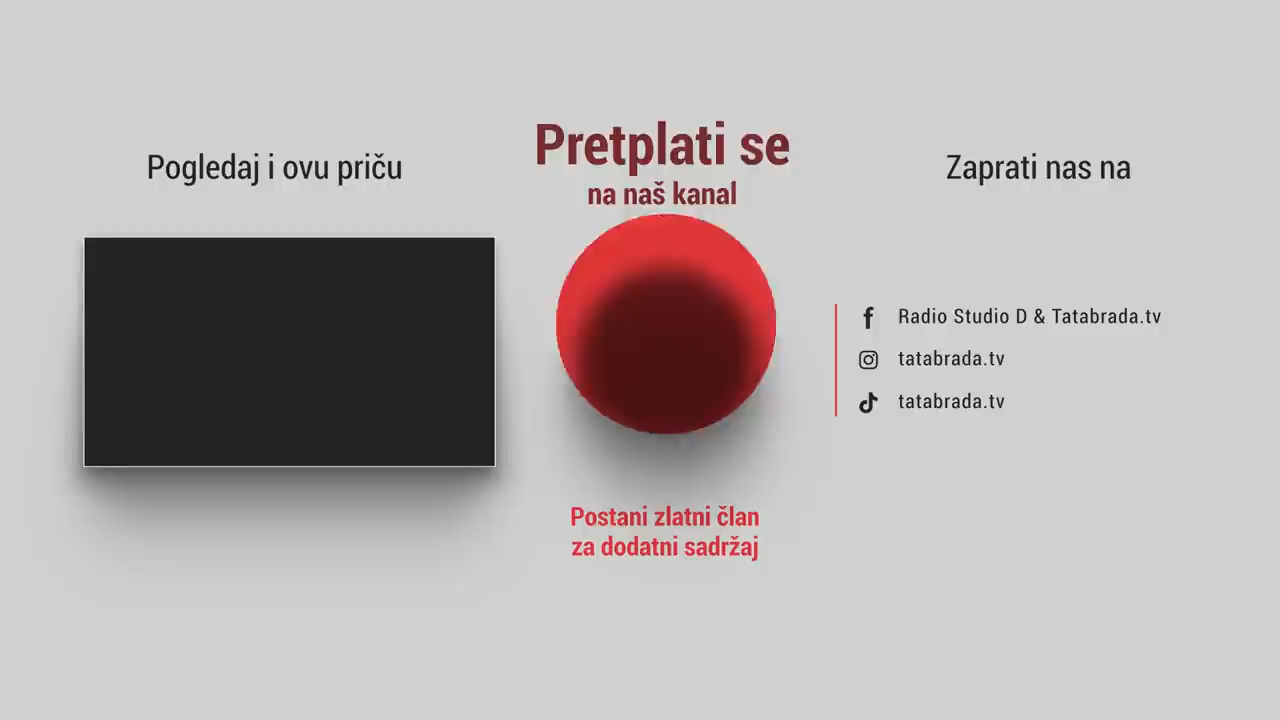 Pogledaj i ovu priču
Pretplati se
na naš kanal
Postani zlatni član
za dodatni sadržaj
Zaprati nas na
Radio Studio D & Tatabrada.tv
tatabrada.tv
tatabrada.tv